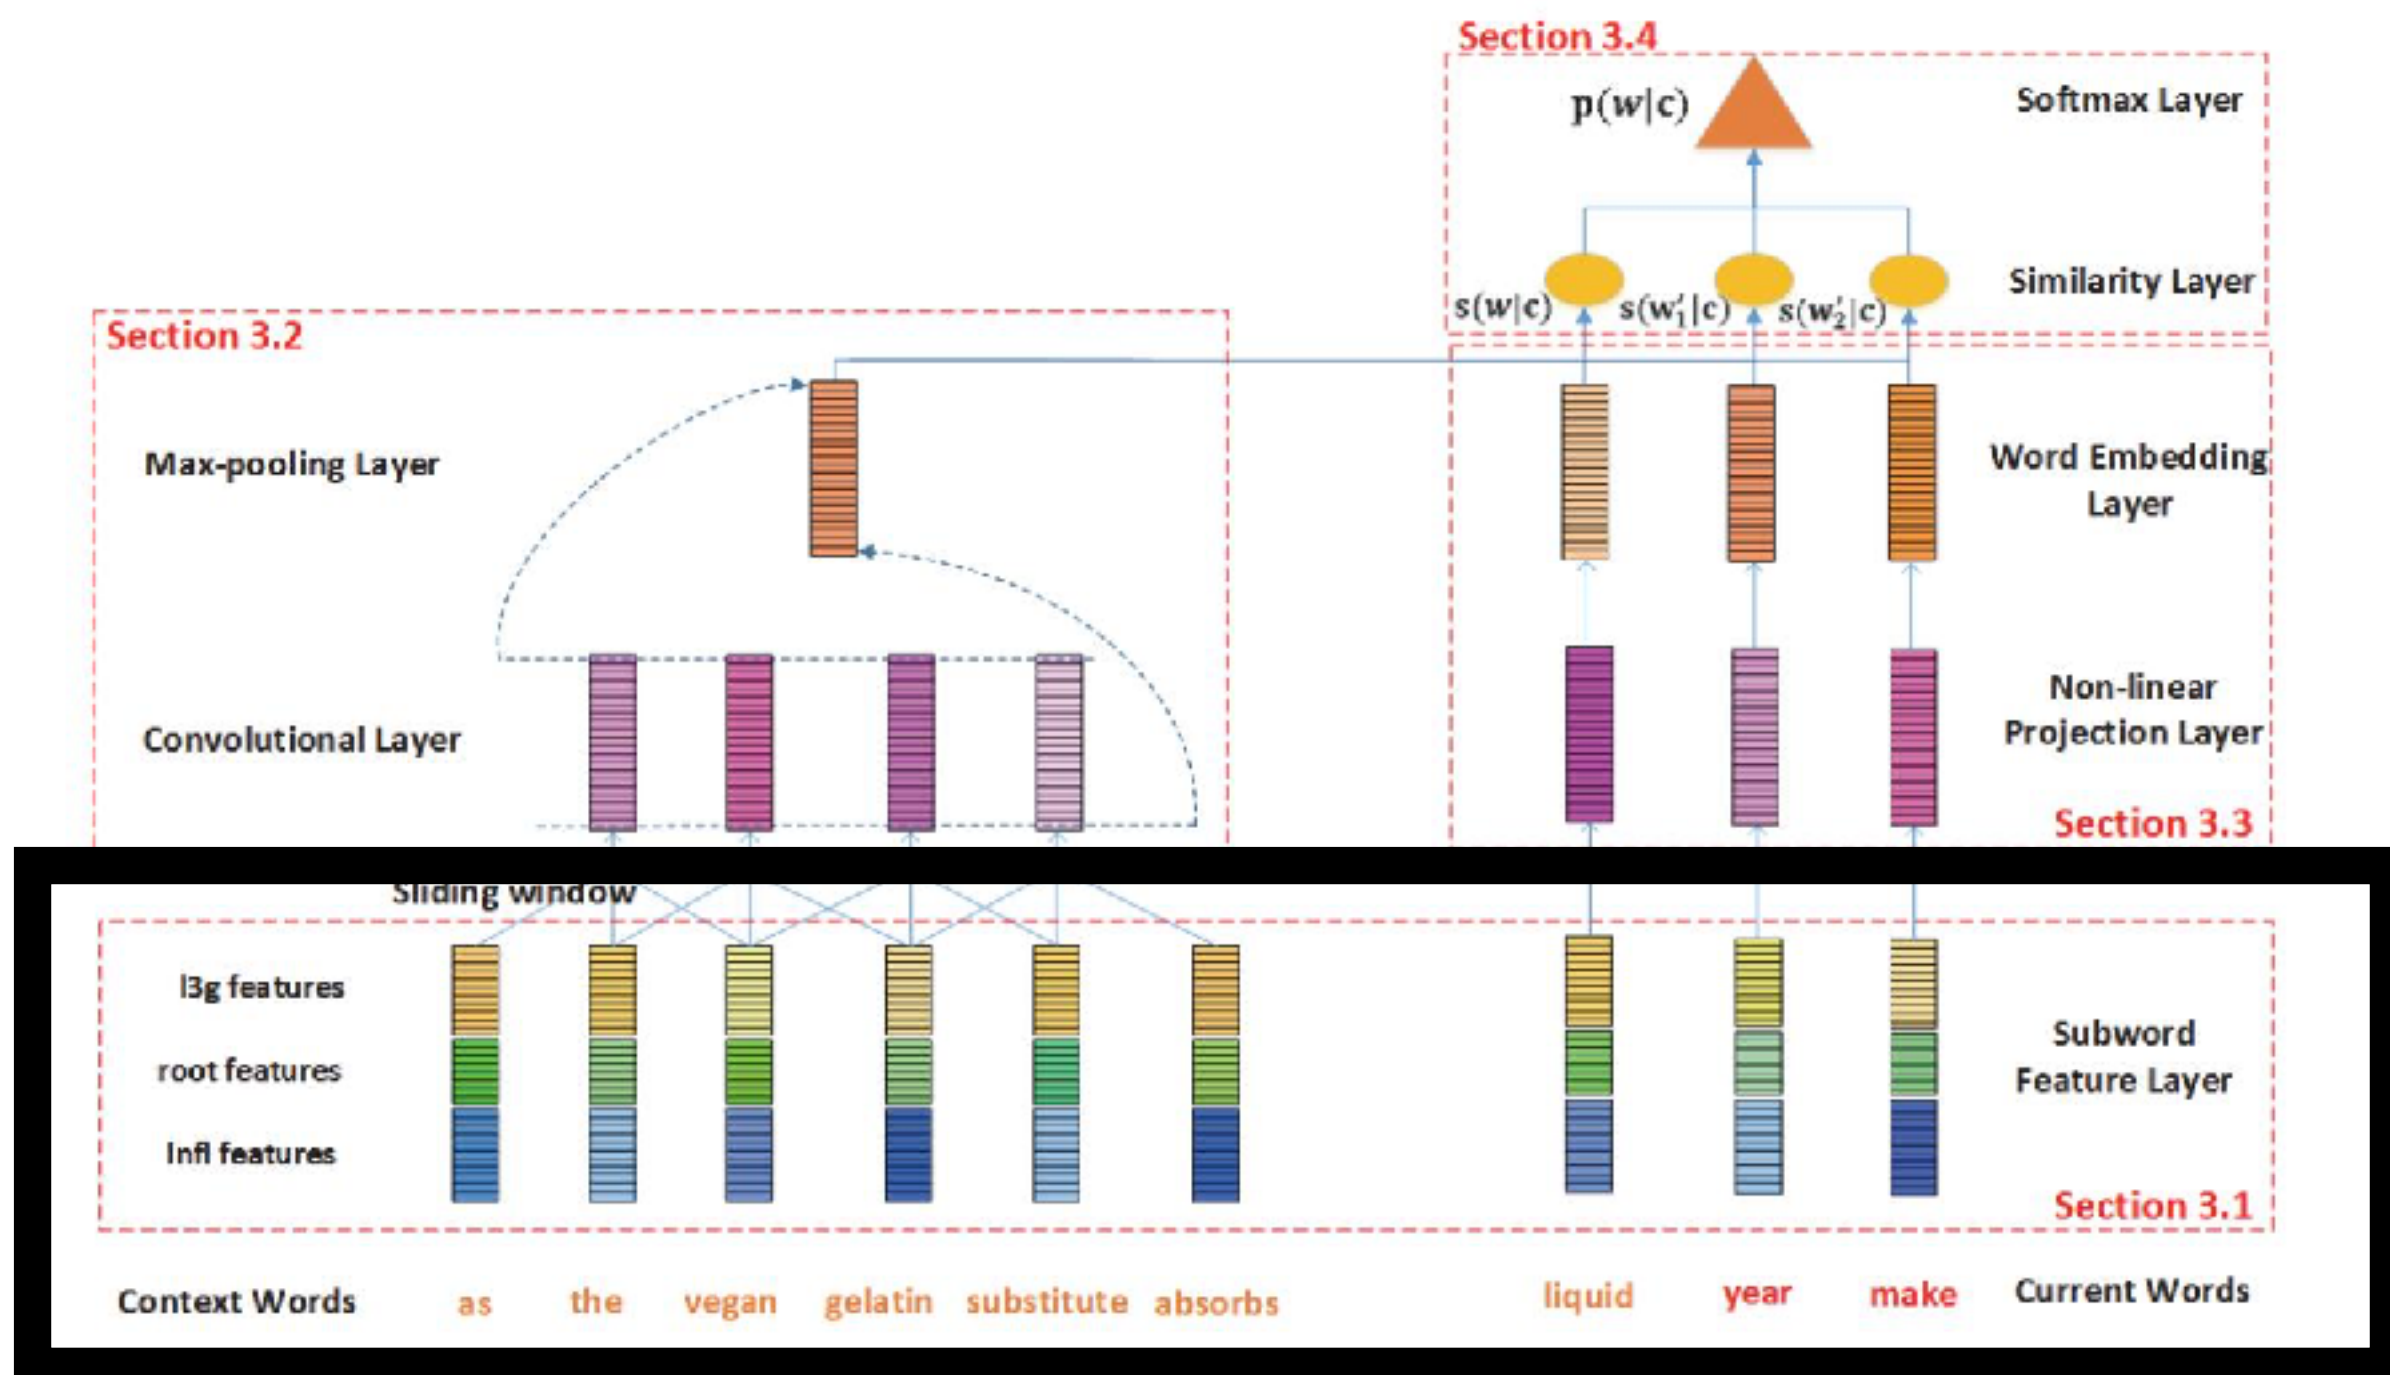 Section 3.4
p(w|c)
Softmax Layer
Similarity Layer
s(w|c) s(w′₁|c) s(w′₂|c)
Section 3.2
Max-pooling Layer
Word Embedding
Layer
Convolutional Layer
Non-linear
Projection Layer
Section 3.3
Sliding window
l3g features
root features
Infl features
Subword
Feature Layer
Section 3.1
Context Words as the vegan gelatin substitute absorbs liquid year make Current Words